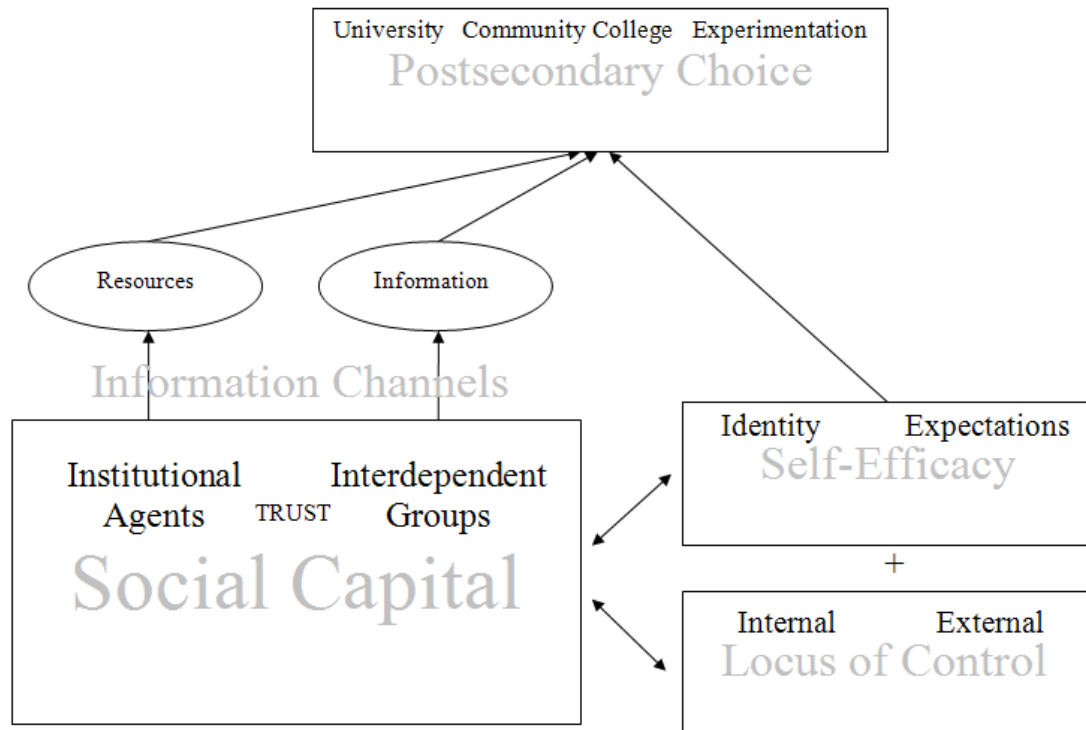 University Community College Experimentation
Postsecondary Choice
Resources
Information
Information Channels
Institutional Agents
TRUST
Interdependent Groups
Social Capital
Identity Expectations
Self-Efficacy
+
Internal External
Locus of Control